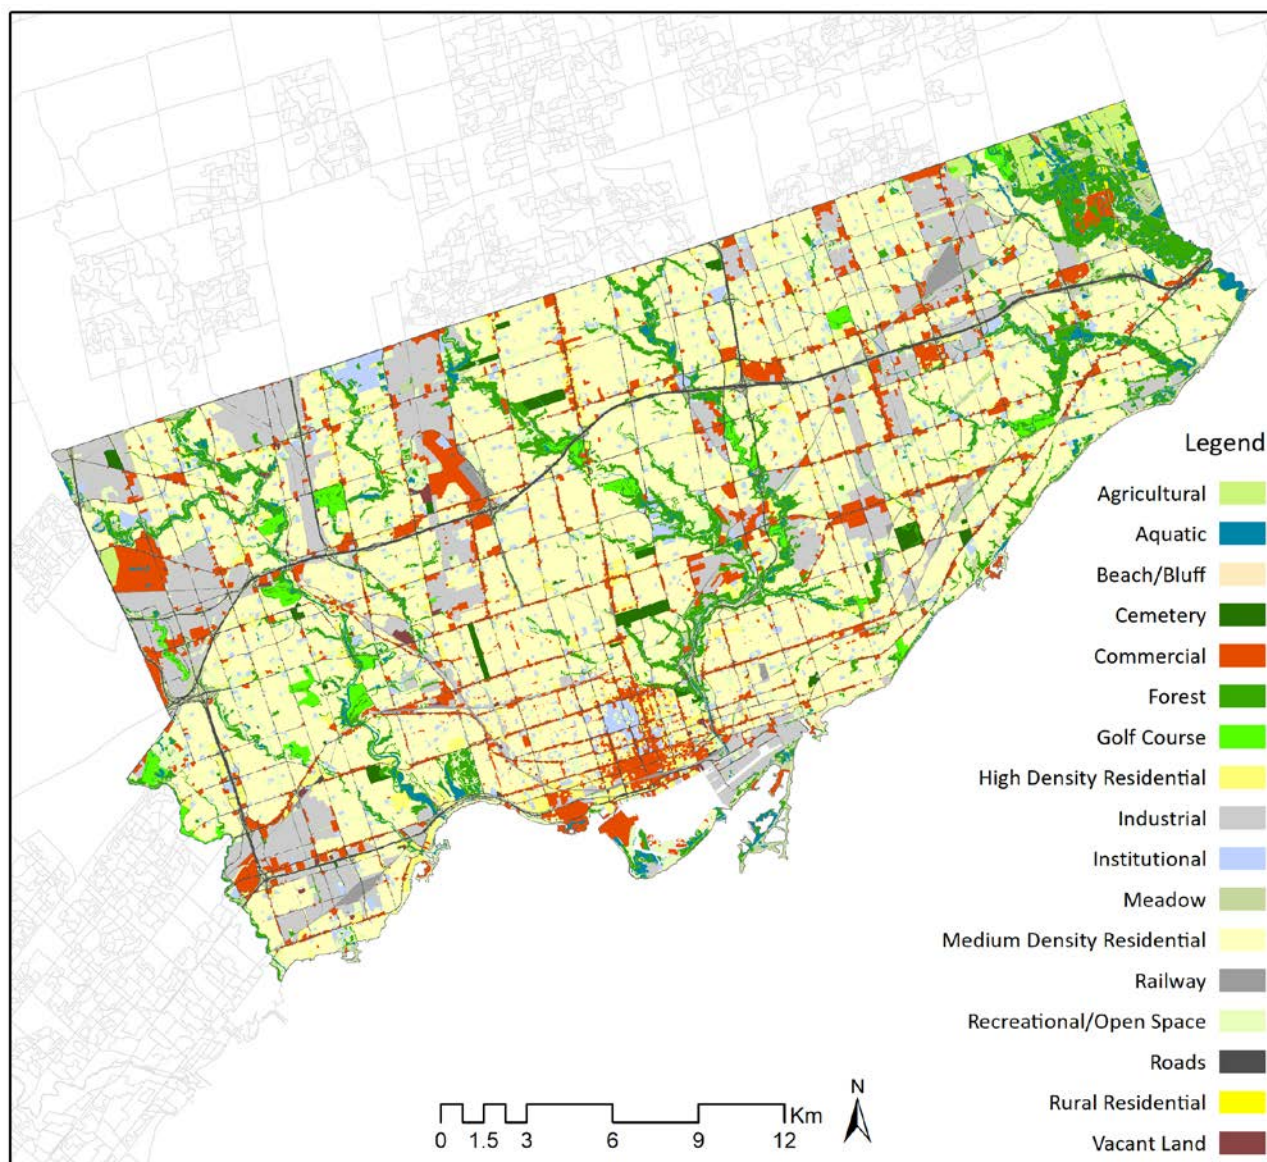 Legend
Agricultural
Aquatic
Beach/Bluff
Cemetery
Commercial
Forest
Golf Course
High Density Residential
Industrial
Institutional
Meadow
Medium Density Residential
Railway
Recreational/Open Space
Roads
Rural Residential
Vacant Land
N
Km
0 1.5 3 6 9 12